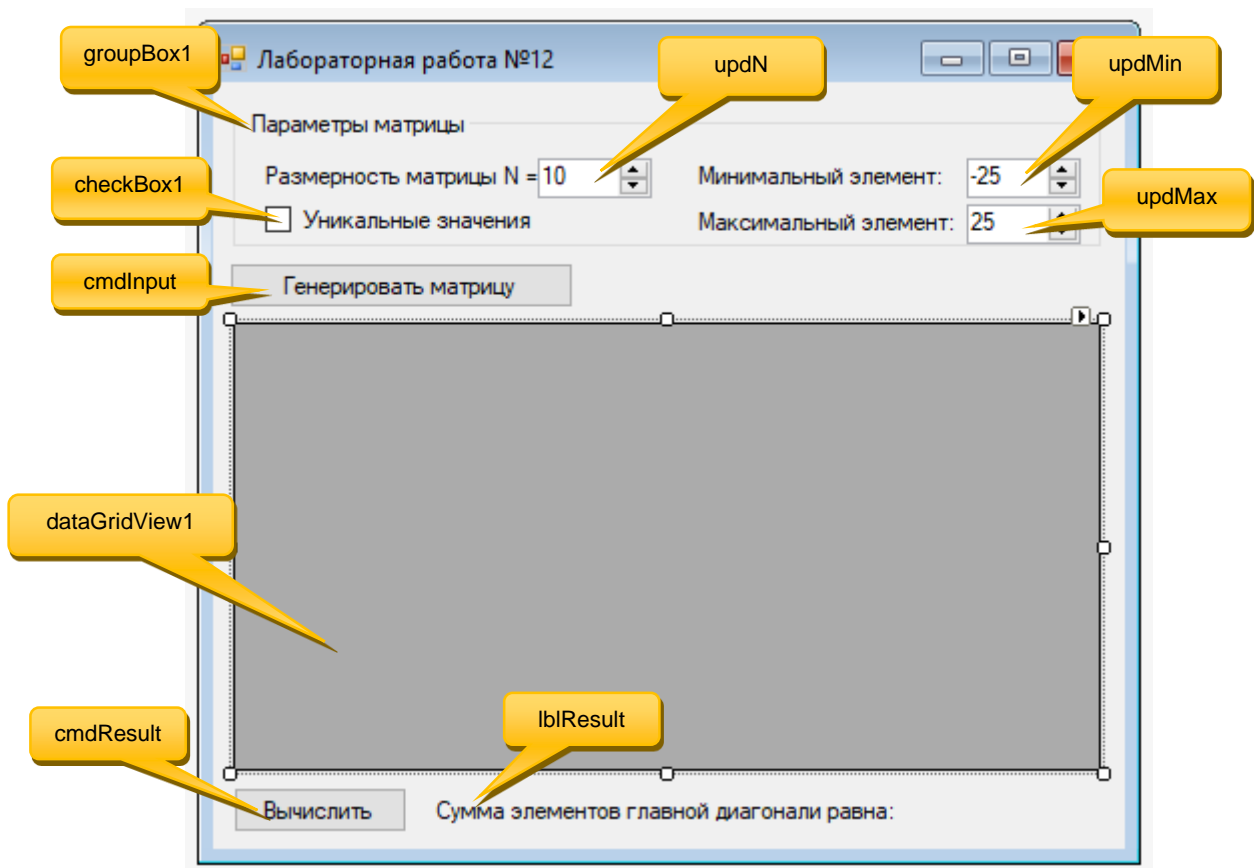 groupBox1
Лабораторная работа №12
updN
updMin
Параметры матрицы
checkBox1
Размерность матрицы N = 10
Минимальный элемент: -25
updMax
Уникальные значения
Максимальный элемент: 25
cmdInput
Генерировать матрицу
dataGridView1
lblResult
cmdResult
Вычислить
Сумма элементов главной диагонали равна: